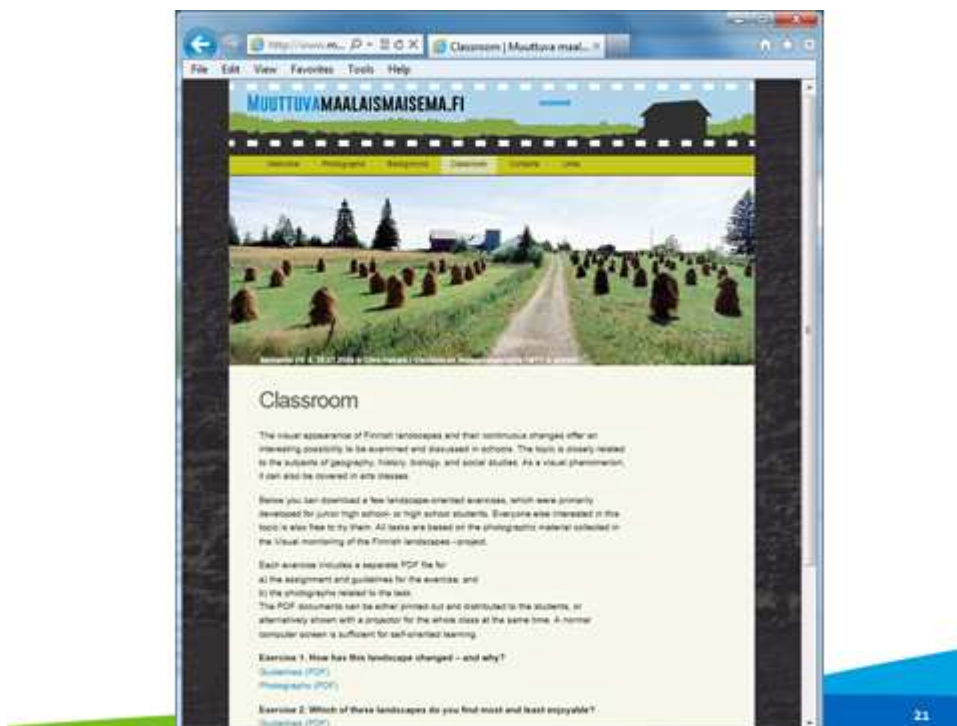 http://www.m...
Classroom | Muuttuva maal...
File Edit View Favorites Tools Help
MUUTTUVAMAALAISMAISEMA.FI
Photographs Background Classroom Contacts Links
Classroom
The visual appearance of Finnish landscapes and their continuous changes offer an
interesting possibility to be examined and discussed in schools. The topic is closely related
to the subjects of geography, history, biology, and social studies. As a visual phenomenon,
it can also be covered in arts classes.
Below you can download a few landscape-oriented exercises, which were primarily
developed for junior high school- or high school students. Everyone else interested in this
topic is also free to try them. All tasks are based on the photographic material collected in
the Visual monitoring of the Finnish landscapes -project.
Each exercise includes a separate PDF file for
a) the assignment and guidelines for the exercise, and
b) the photographs related to the task.
The PDF documents can be either printed out and distributed to the students, or
alternatively shown with a projector for the whole class at the same time. A normal
computer screen is sufficient for self-oriented learning.
Exercise 1. How has this landscape changed – and why?
Guidelines (PDF)
Photographs (PDF)
Exercise 2. Which of these landscapes do you find most and least enjoyable?
Guidelines (PDF)
21